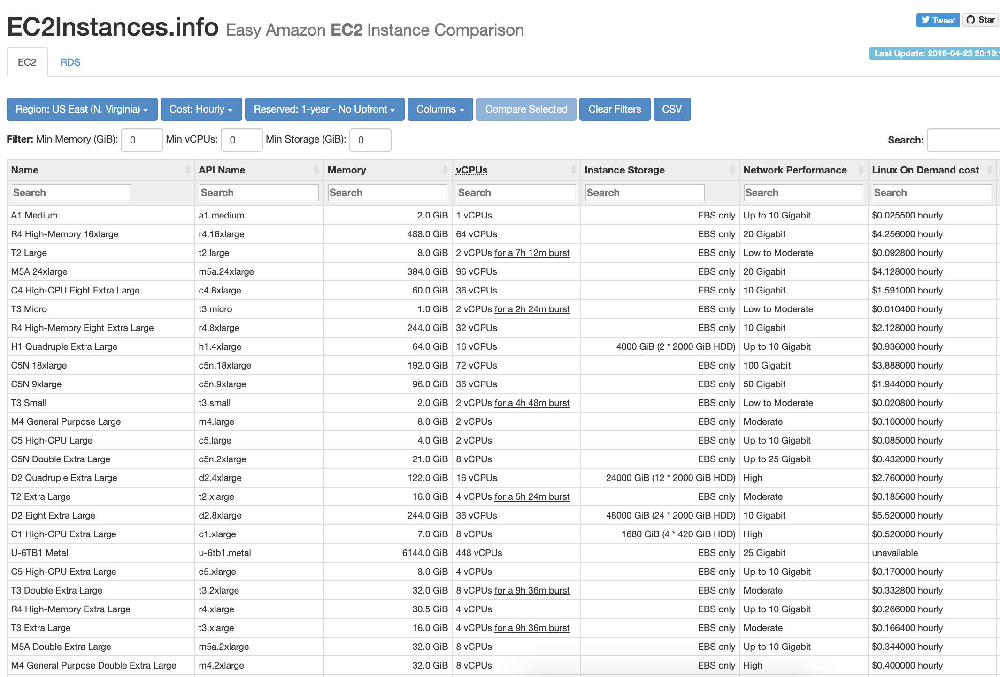 EC2Instances.info Easy Amazon EC2 Instance Comparison
Tweet Star
EC2 RDS
Last Update: 2019-04-23 20:10:
Region: US East (N. Virginia) Cost: Hourly Reserved: 1-year - No Upfront Columns Compare Selected Clear Filters CSV
Filter: Min Memory (GiB): 0 Min vCPUs: 0 Min Storage (GiB): 0 Search:
Name API Name Memory vCPUs Instance Storage Network Performance Linux On Demand cost
Search Search Search Search Search Search Search
A1 Medium a1.medium 2.0 GiB 1 vCPUs EBS only Up to 10 Gigabit $0.025500 hourly
R4 High-Memory 16xlarge r4.16xlarge 488.0 GiB 64 vCPUs EBS only 20 Gigabit $4.256000 hourly
T2 Large t2.large 8.0 GiB 2 vCPUs for a 7h 12m burst EBS only Low to Moderate $0.092800 hourly
M5A 24xlarge m5a.24xlarge 384.0 GiB 96 vCPUs EBS only 20 Gigabit $4.128000 hourly
C4 High-CPU Eight Extra Large c4.8xlarge 60.0 GiB 36 vCPUs EBS only 10 Gigabit $1.591000 hourly
T3 Micro t3.micro 1.0 GiB 2 vCPUs for a 2h 24m burst EBS only Low to Moderate $0.010400 hourly
R4 High-Memory Eight Extra Large r4.8xlarge 244.0 GiB 32 vCPUs EBS only 10 Gigabit $2.128000 hourly
H1 Quadruple Extra Large h1.4xlarge 64.0 GiB 16 vCPUs 4000 GiB (2 * 2000 GiB HDD) Up to 10 Gigabit $0.936000 hourly
C5N 18xlarge c5n.18xlarge 192.0 GiB 72 vCPUs EBS only 100 Gigabit $3.888000 hourly
C5N 9xlarge c5n.9xlarge 96.0 GiB 36 vCPUs EBS only 50 Gigabit $1.944000 hourly
T3 Small t3.small 2.0 GiB 2 vCPUs for a 4h 48m burst EBS only Low to Moderate $0.020800 hourly
M4 General Purpose Large m4.large 8.0 GiB 2 vCPUs EBS only Moderate $0.100000 hourly
C5 High-CPU Large c5.large 4.0 GiB 2 vCPUs EBS only Up to 10 Gigabit $0.085000 hourly
C5N Double Extra Large c5n.2xlarge 21.0 GiB 8 vCPUs EBS only Up to 25 Gigabit $0.432000 hourly
D2 Quadruple Extra Large d2.4xlarge 122.0 GiB 16 vCPUs 24000 GiB (12 * 2000 GiB HDD) High $2.760000 hourly
T2 Extra Large t2.xlarge 16.0 GiB 4 vCPUs for a 5h 24m burst EBS only Moderate $0.185600 hourly
D2 Eight Extra Large d2.8xlarge 244.0 GiB 36 vCPUs 48000 GiB (24 * 2000 GiB HDD) 10 Gigabit $5.520000 hourly
C1 High-CPU Extra Large c1.xlarge 7.0 GiB 8 vCPUs 1680 GiB (4 * 420 GiB HDD) High $0.520000 hourly
U-6TB1 Metal u-6tb1.metal 6144.0 GiB 448 vCPUs EBS only 25 Gigabit unavailable
C5 High-CPU Extra Large c5.xlarge 8.0 GiB 4 vCPUs EBS only Up to 10 Gigabit $0.170000 hourly
T3 Double Extra Large t3.2xlarge 32.0 GiB 8 vCPUs for a 9h 36m burst EBS only Moderate $0.332800 hourly
R4 High-Memory Extra Large r4.xlarge 30.5 GiB 4 vCPUs EBS only Up to 10 Gigabit $0.266000 hourly
T3 Extra Large t3.xlarge 16.0 GiB 4 vCPUs for a 9h 36m burst EBS only Moderate $0.166400 hourly
M5A Double Extra Large m5a.2xlarge 32.0 GiB 8 vCPUs EBS only Up to 10 Gigabit $0.344000 hourly
M4 General Purpose Double Extra Large m4.2xlarge 32.0 GiB 8 vCPUs EBS only High $0.400000 hourly